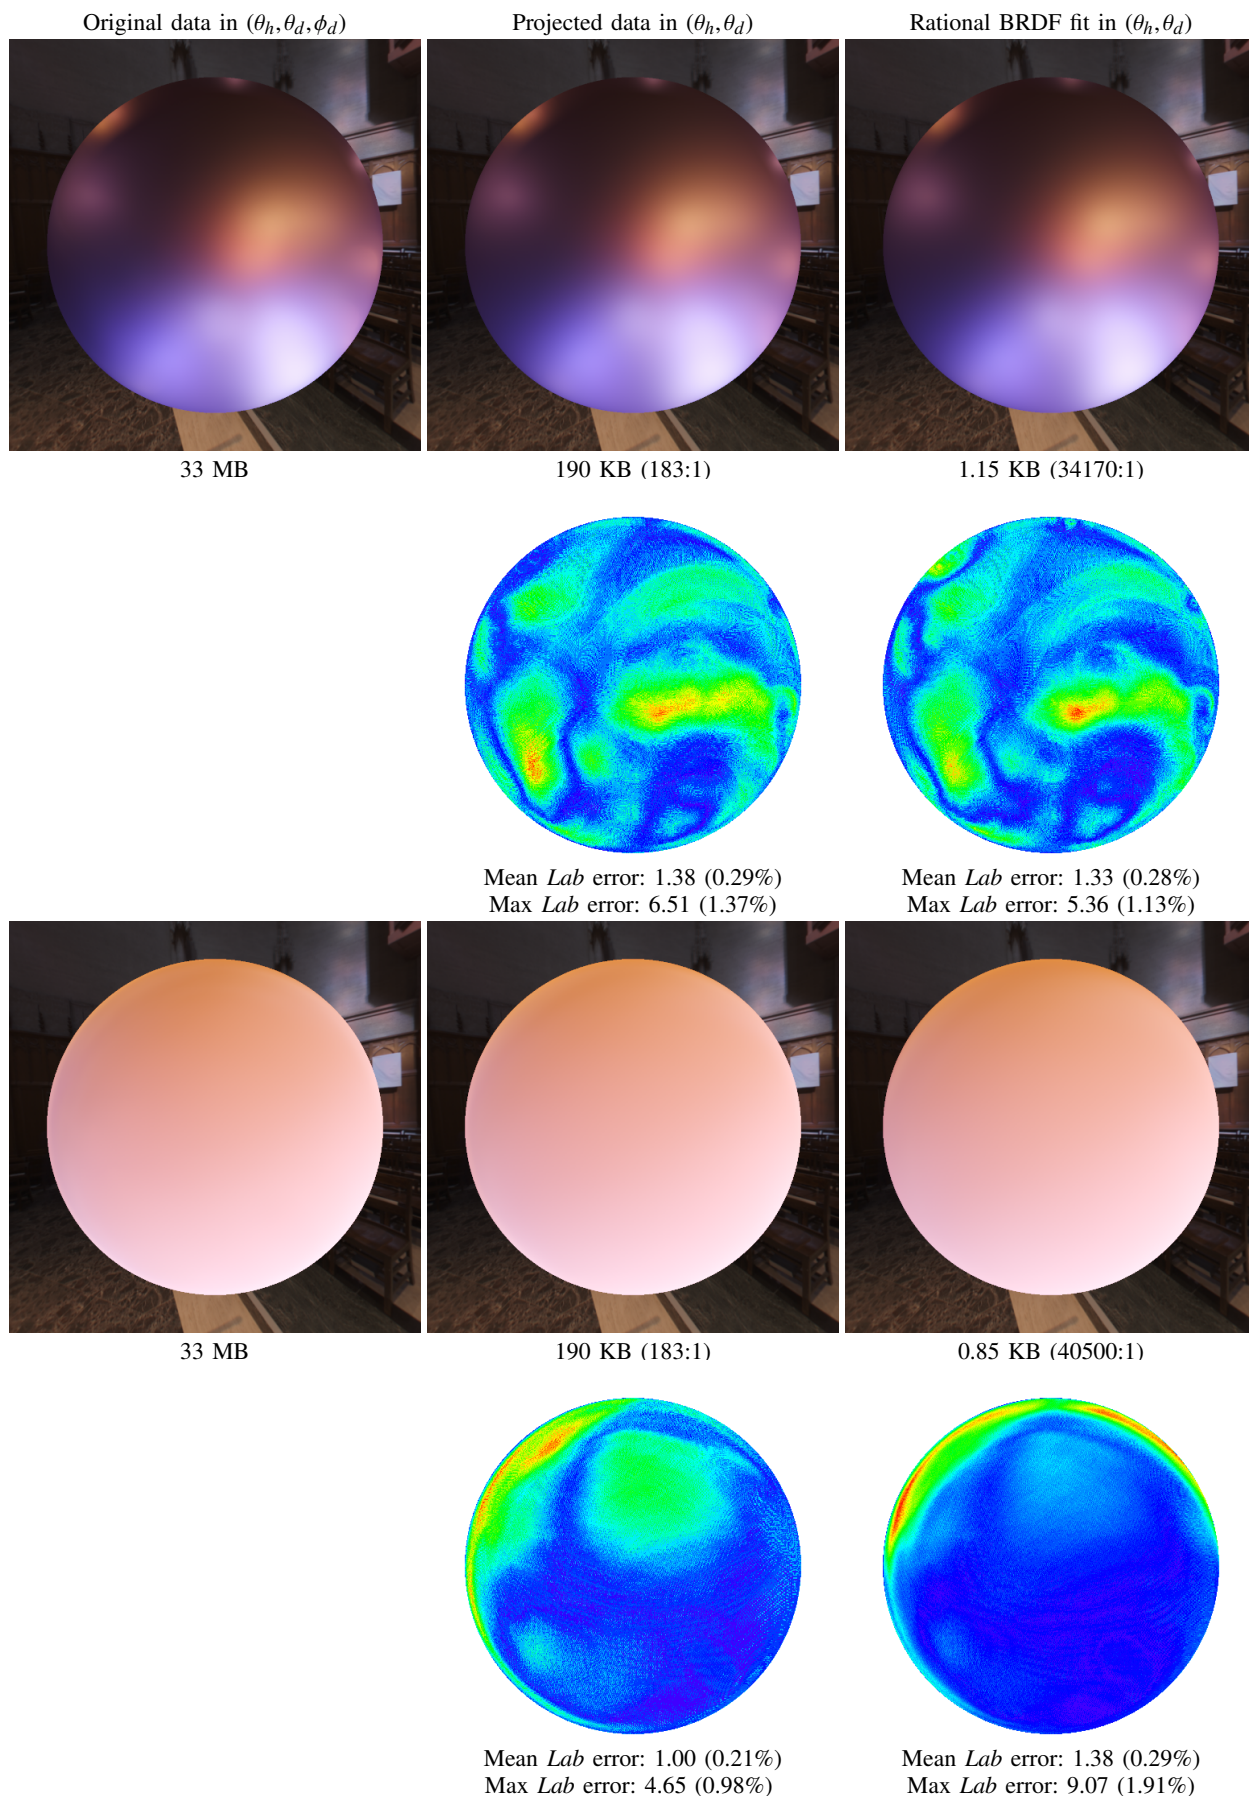 Original data in (θh,θd,ϕd) Projected data in (θh,θd) Rational BRDF fit in (θh,θd)
33 MB 190 KB (183:1) 1.15 KB (34170:1)
Mean Lab error: 1.38 (0.29%) Mean Lab error: 1.33 (0.28%)
Max Lab error: 6.51 (1.37%) Max Lab error: 5.36 (1.13%)
33 MB 190 KB (183:1) 0.85 KB (40500:1)
Mean Lab error: 1.00 (0.21%) Mean Lab error: 1.38 (0.29%)
Max Lab error: 4.65 (0.98%) Max Lab error: 9.07 (1.91%)